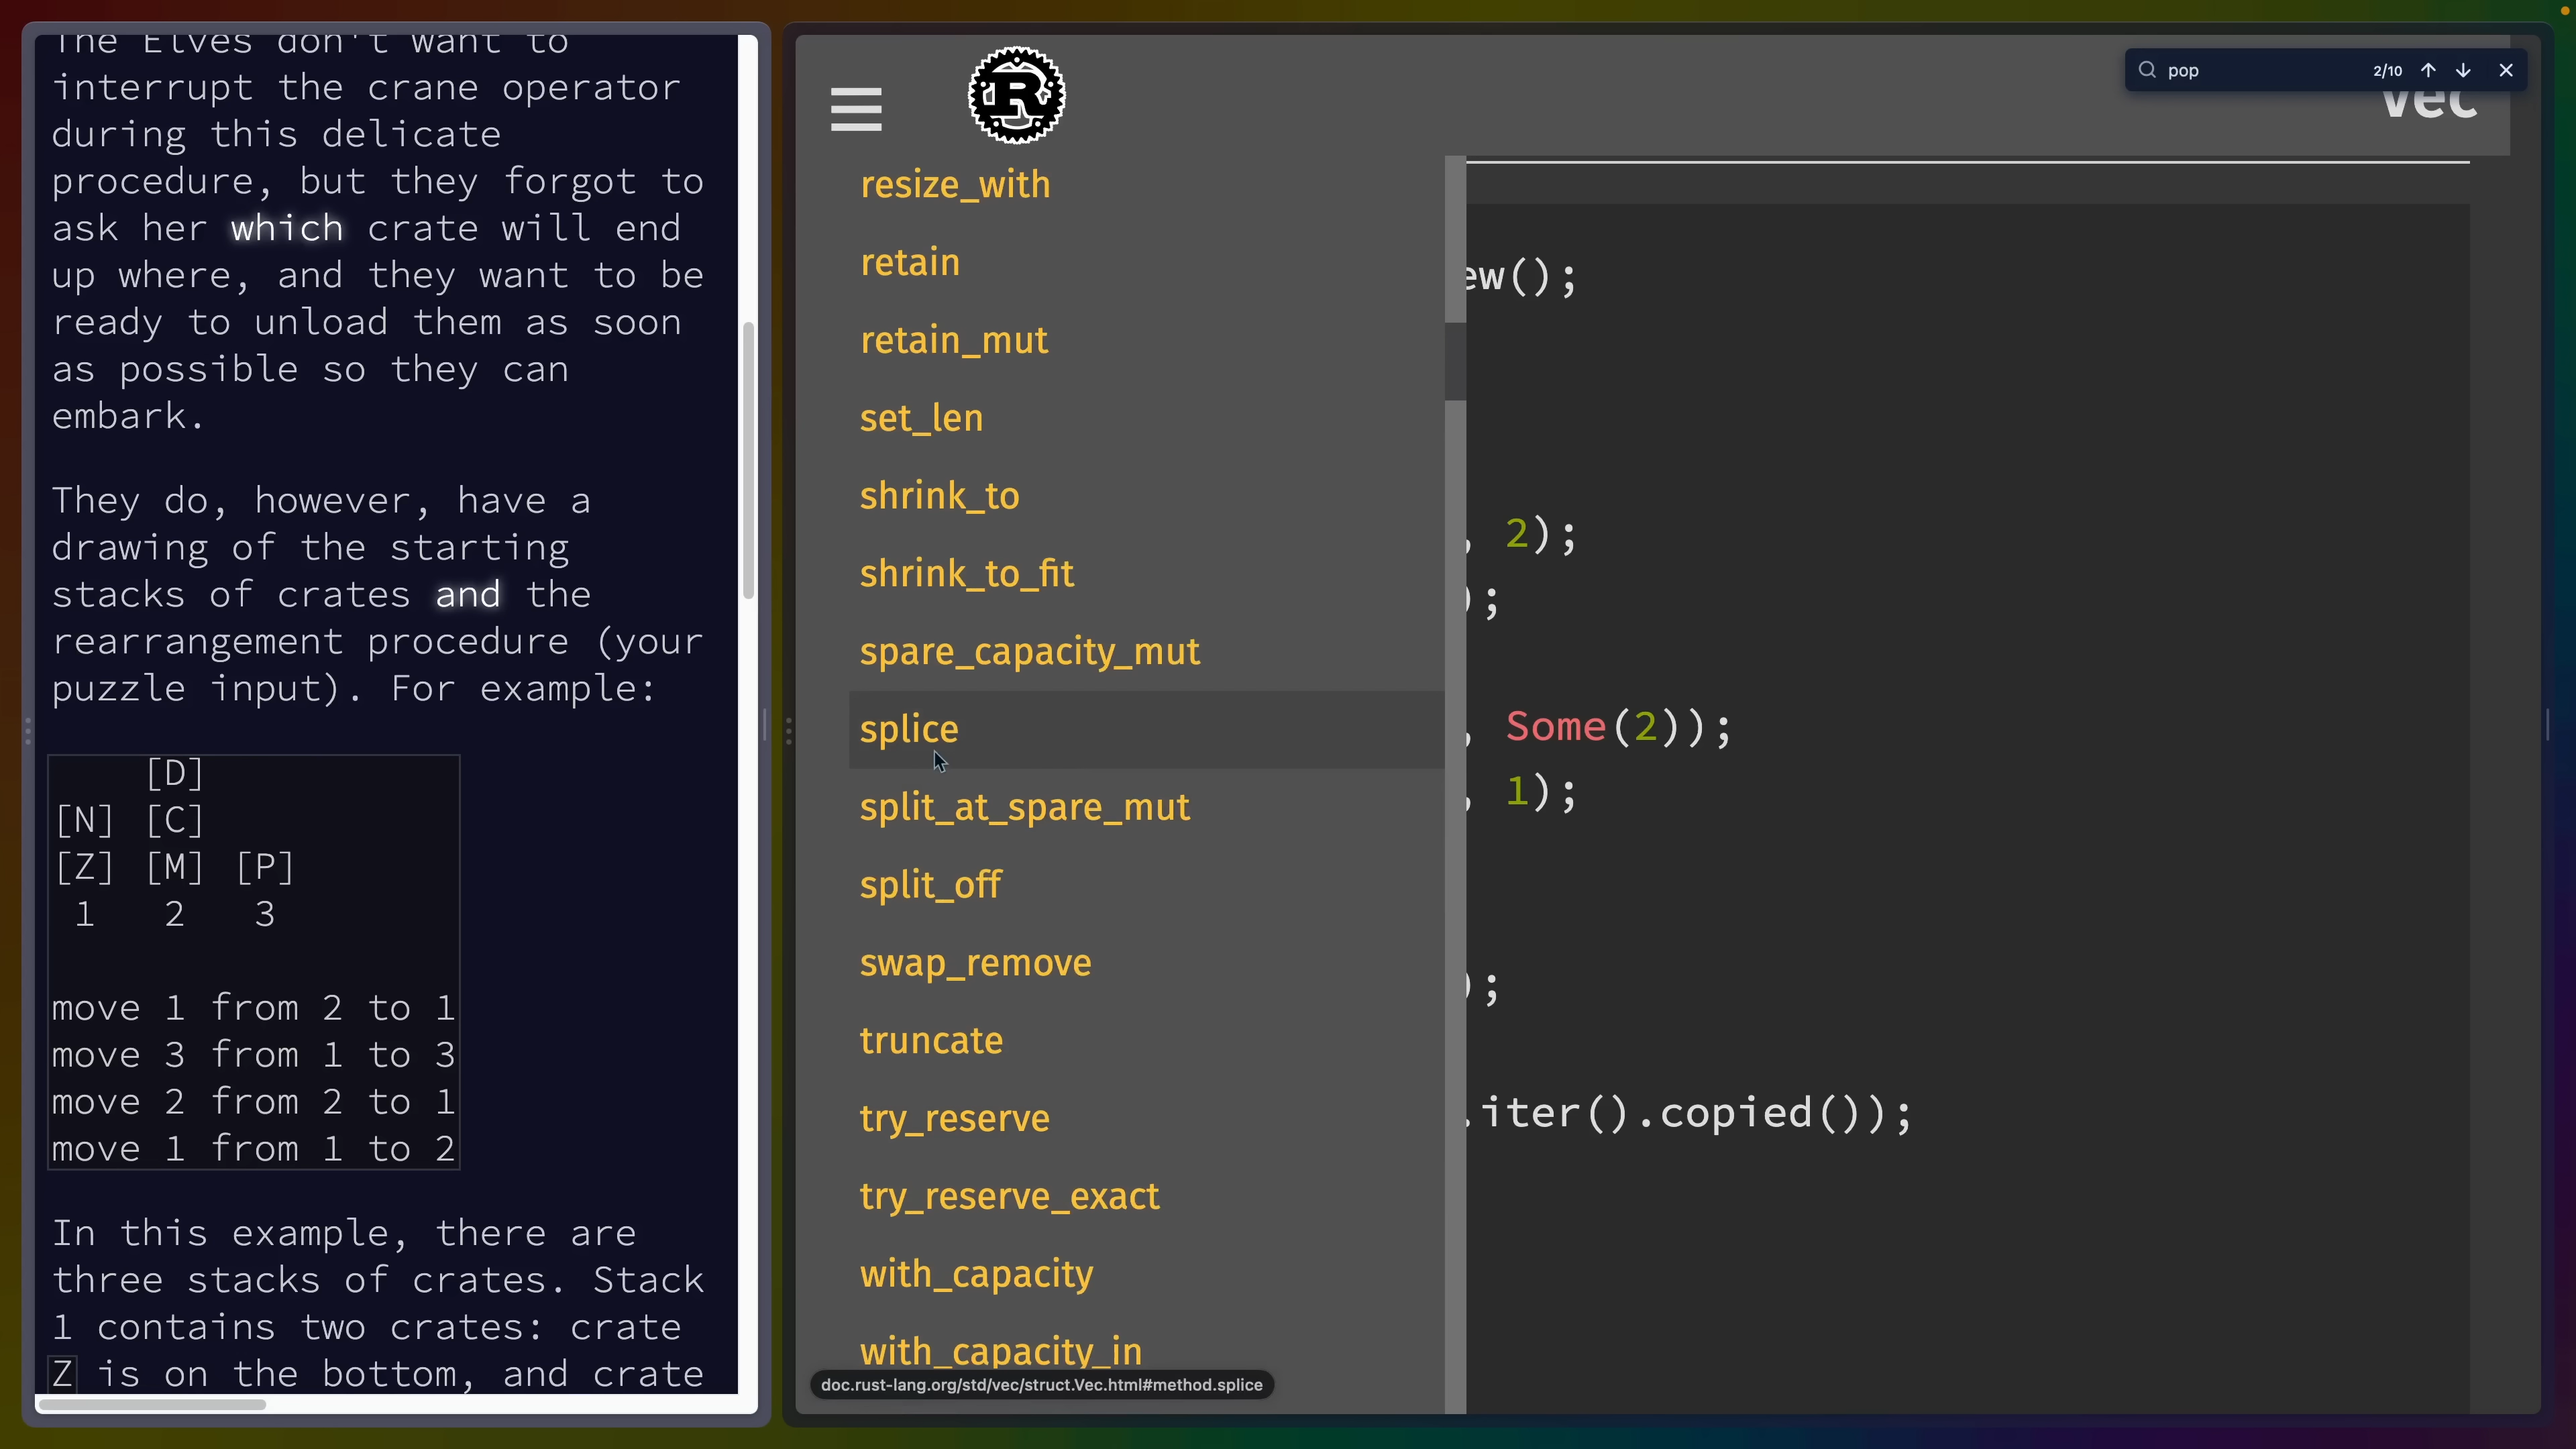 The Elves don't want to
interrupt the crane operator
during this delicate
procedure, but they forgot to
ask her which crate will end
up where, and they want to be
ready to unload them as soon
as possible so they can
embark.
They do, however, have a
drawing of the starting
stacks of crates and the
rearrangement procedure (your
puzzle input). For example:
[D]
[N] [C]
[Z] [M] [P]
1 2 3
move 1 from 2 to 1
move 3 from 1 to 3
move 2 from 2 to 1
move 1 from 1 to 2
In this example, there are
three stacks of crates. Stack
1 contains two crates: crate
Z is on the bottom, and crate
R
pop 2/10
Vec
resize_with
retain
retain_mut
set_len
shrink_to
shrink_to_fit
spare_capacity_mut
splice
split_at_spare_mut
split_off
swap_remove
truncate
try_reserve
try_reserve_exact
with_capacity
with_capacity_in
doc.rust-lang.org/std/vec/struct.Vec.html#method.splice
ew();
, 2);
);
, Some(2));
, 1);
);
.iter().copied());